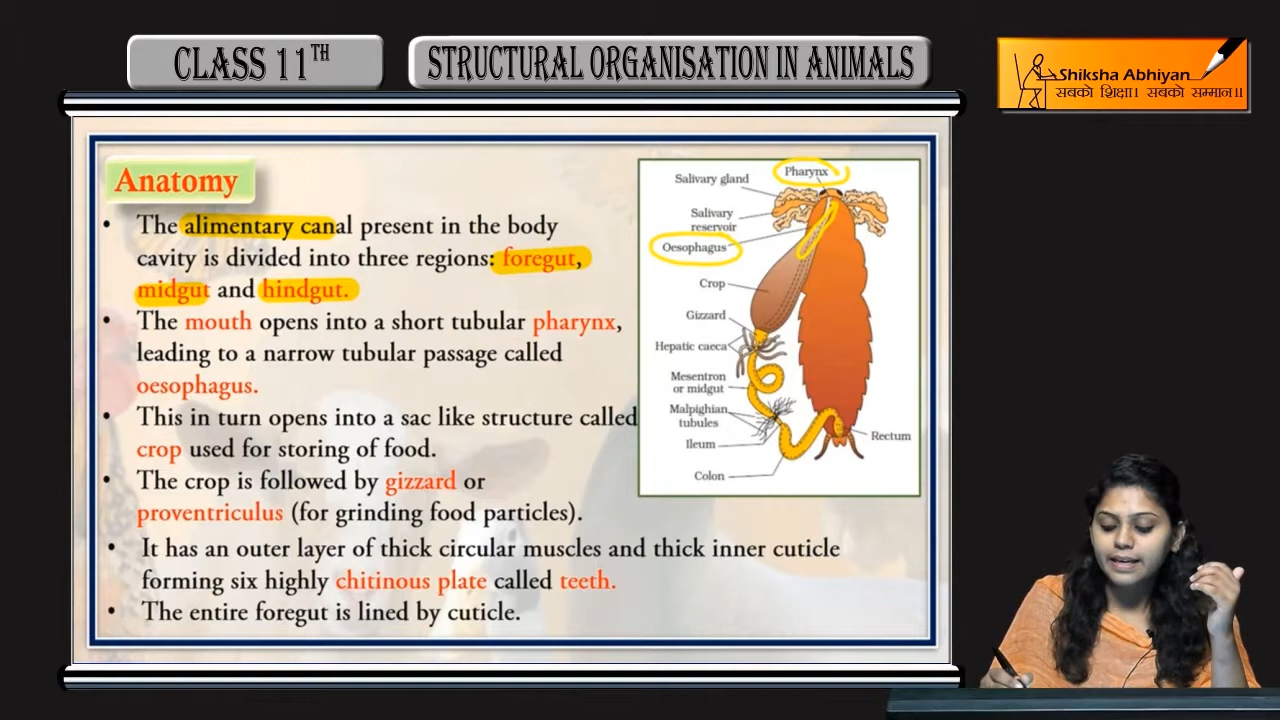 CLASS 11TH
STRUCTURAL ORGANISATION IN ANIMALS
Shiksha Abhiyan
सबको शिक्षा। सबको सम्मान॥
Anatomy
• The alimentary canal present in the body
cavity is divided into three regions: foregut,
midgut and hindgut.
• The mouth opens into a short tubular pharynx,
leading to a narrow tubular passage called
oesophagus.
• This in turn opens into a sac like structure called
crop used for storing of food.
• The crop is followed by gizzard or
proventriculus (for grinding food particles).
• It has an outer layer of thick circular muscles and thick inner cuticle
forming six highly chitinous plate called teeth.
• The entire foregut is lined by cuticle.
Pharynx
Salivary gland
Salivary
reservoir
Oesophagus
Crop
Gizzard
Hepatic caeca
Mesentron
or midgut
Malpighian
tubules
Ileum
Rectum
Colon